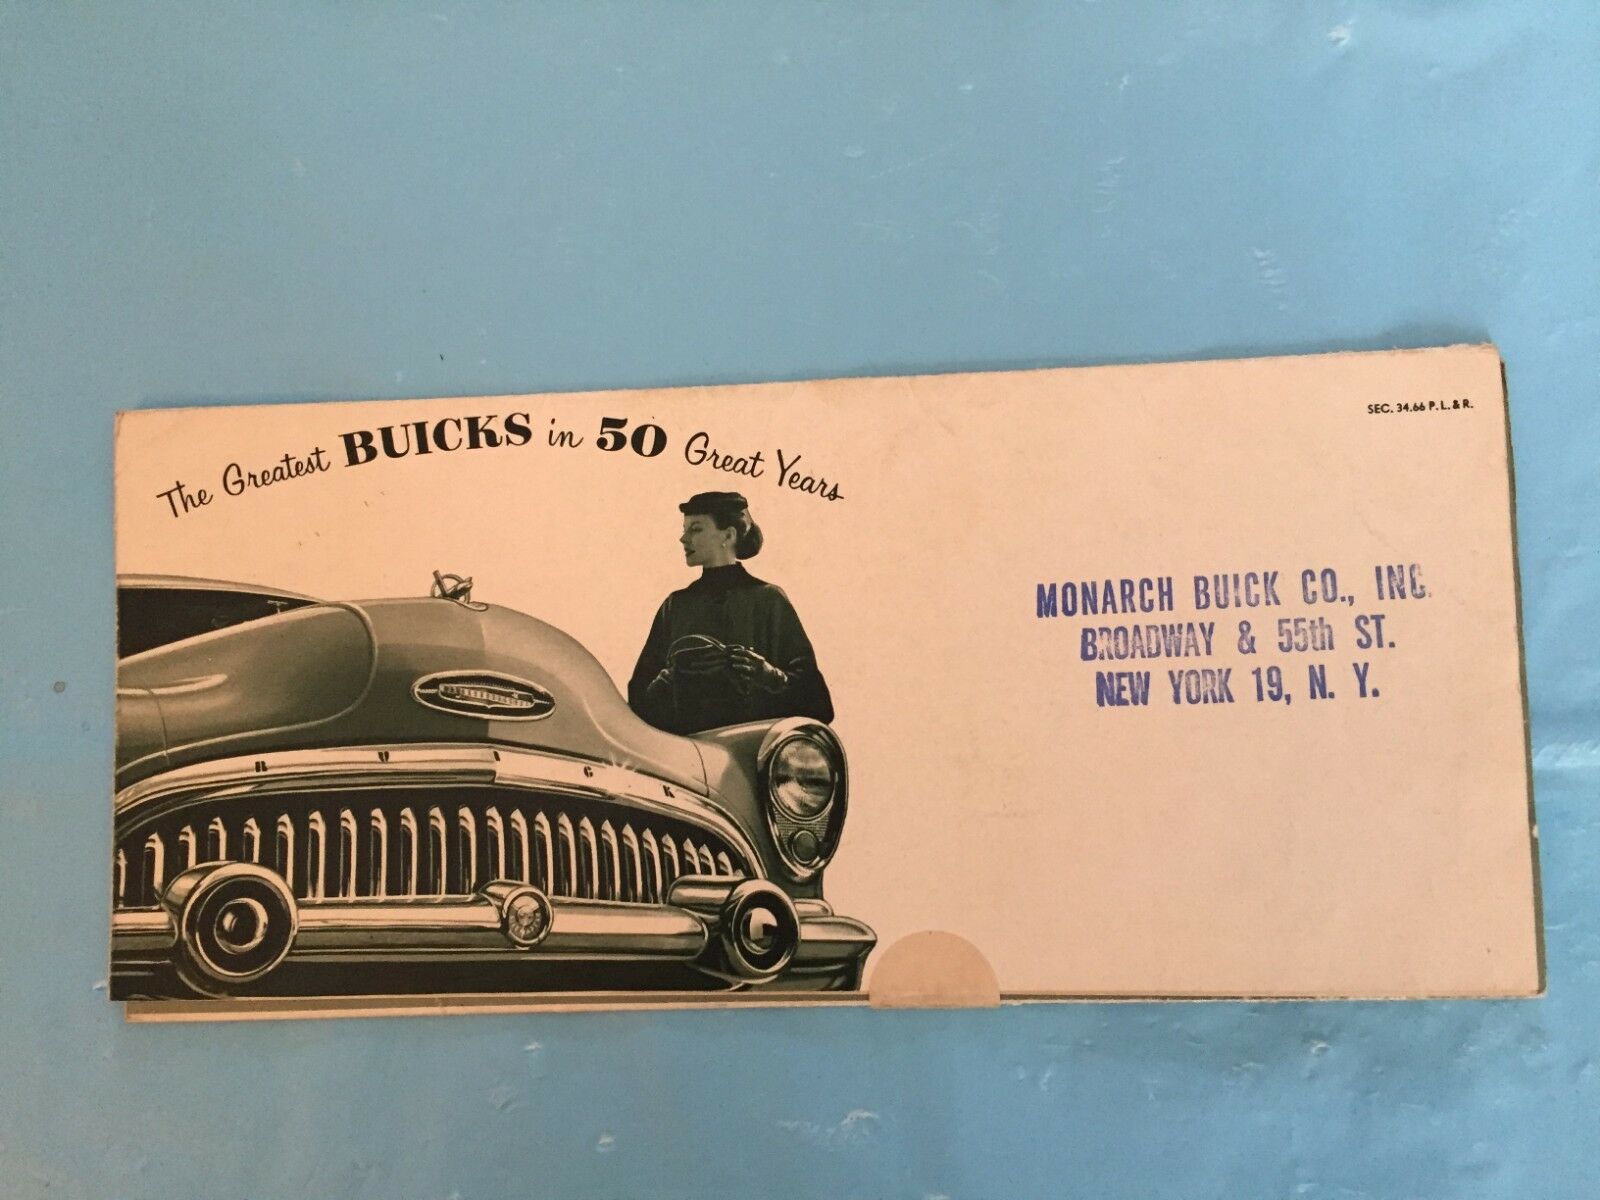 The Greatest BUICKS in 50 Great Years
SEC. 34.66 P. L. & R.
MONARCH BUICK CO., INC.
BROADWAY & 55th ST.
NEW YORK 19, N. Y.
BUICK